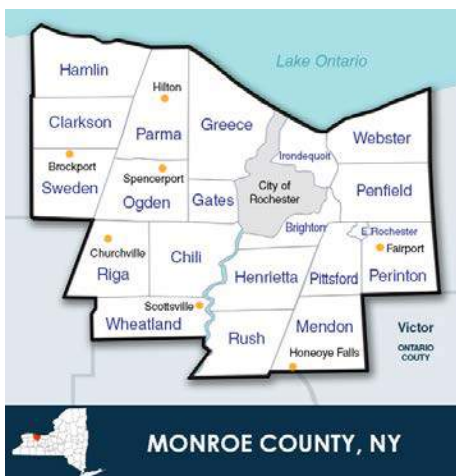 Lake Ontario
Hamlin
Hilton
Clarkson
Parma
Greece
Webster
Irondequoit
Brockport
Sweden
Spencerport
Ogden
Gates
City of
Rochester
Penfield
Brighton
E.Rochester
Fairport
Churchville
Riga
Chili
Henrietta
Pittsford
Perinton
Scottsville
Wheatland
Rush
Mendon
Honeoye Falls
Victor
ONTARIO
COUTY
MONROE COUNTY, NY